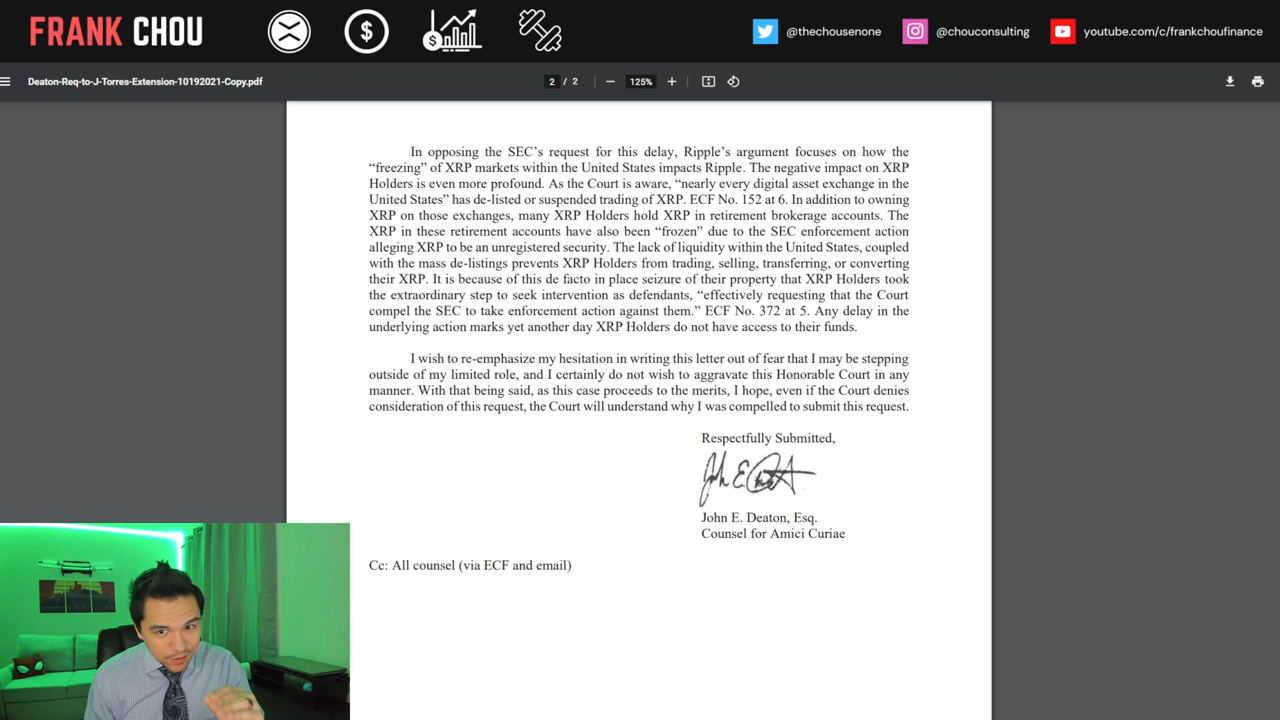 FRANK CHOU
@thechousenone
@chouconsulting
youtube.com/c/frankchoufinance
Deaton-Req-to-J-Torres-Extension-10192021-Copy.pdf
2 / 2
125%
In opposing the SEC's request for this delay, Ripple's argument focuses on how the
“freezing” of XRP markets within the United States impacts Ripple. The negative impact on XRP
Holders is even more profound. As the Court is aware, “nearly every digital asset exchange in the
United States” has de-listed or suspended trading of XRP. ECF No. 152 at 6. In addition to owning
XRP on those exchanges, many XRP Holders hold XRP in retirement brokerage accounts. The
XRP in these retirement accounts have also been “frozen” due to the SEC enforcement action
alleging XRP to be an unregistered security. The lack of liquidity within the United States, coupled
with the mass de-listings prevents XRP Holders from trading, selling, transferring, or converting
their XRP. It is because of this de facto in place seizure of their property that XRP Holders took
the extraordinary step to seek intervention as defendants, “effectively requesting that the Court
compel the SEC to take enforcement action against them.” ECF No. 372 at 5. Any delay in the
underlying action marks yet another day XRP Holders do not have access to their funds.
I wish to re-emphasize my hesitation in writing this letter out of fear that I may be stepping
outside of my limited role, and I certainly do not wish to aggravate this Honorable Court in any
manner. With that being said, as this case proceeds to the merits, I hope, even if the Court denies
consideration of this request, the Court will understand why I was compelled to submit this request.
Respectfully Submitted,
John E. Deaton, Esq.
Counsel for Amici Curiae
Cc: All counsel (via ECF and email)